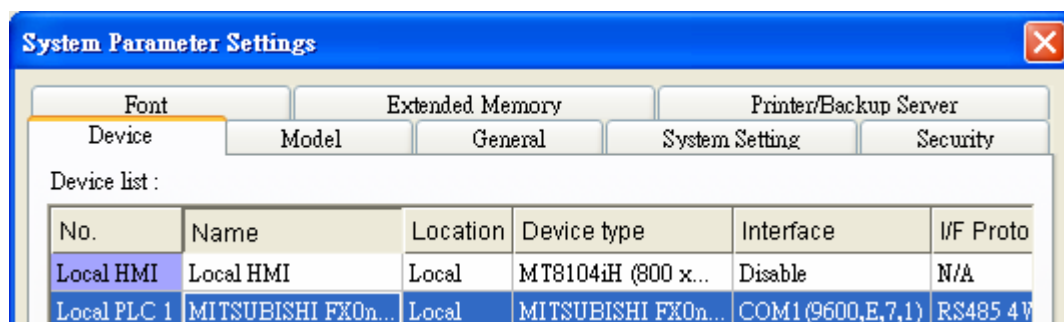 System Parameter Settings
Font Extended Memory Printer/Backup Server
Device Model General System Setting Security
Device list :
No. Name Location Device type Interface I/F Proto
Local HMI Local HMI Local MT8104iH (800 x... Disable N/A
Local PLC 1 MITSUBISHI FX0n... Local MITSUBISHI FX0n... COM1(9600,E,7,1) RS485 4W